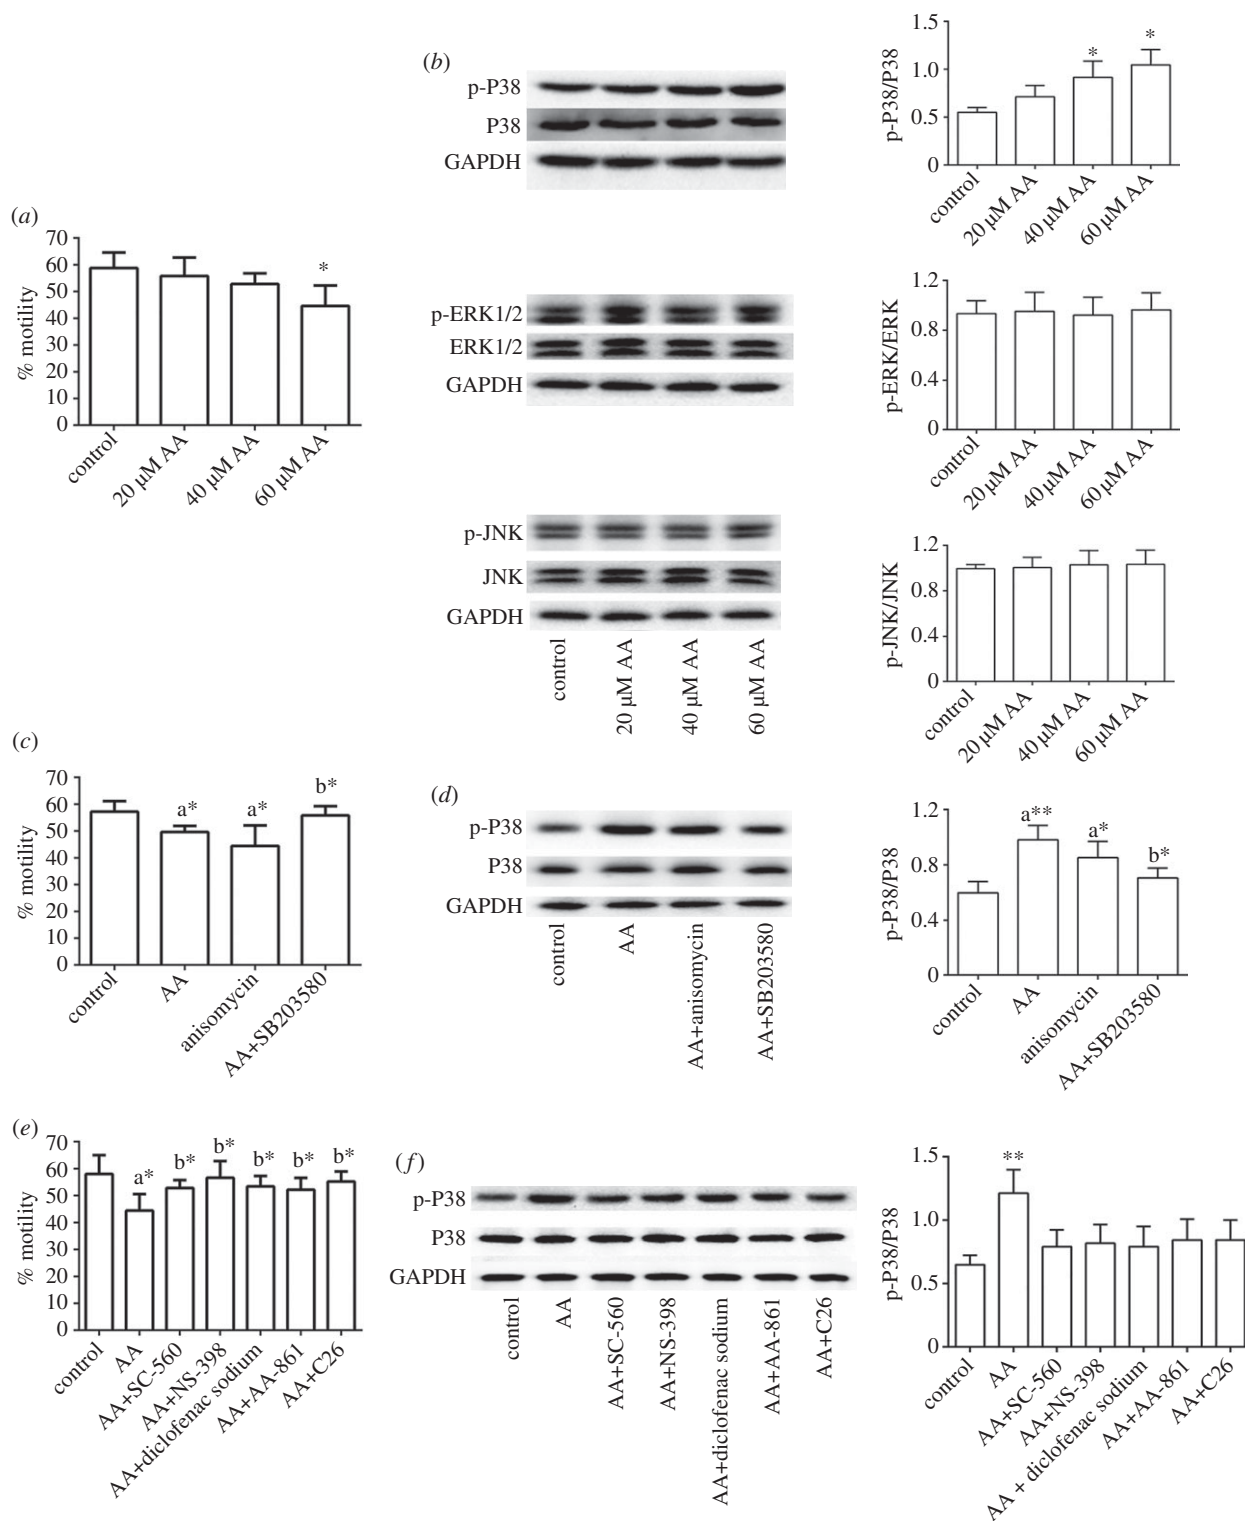 (a)
% motility
70
60
50
40
30
20
10
0
*
control
20 µM AA
40 µM AA
60 µM AA
(b)
p-P38
P38
GAPDH
p-ERK1/2
ERK1/2
GAPDH
p-JNK
JNK
GAPDH
control
20 µM AA
40 µM AA
60 µM AA
p-P38/P38
1.5
1.0
0.5
0
*
*
control
20 µM AA
40 µM AA
60 µM AA
p-ERK/ERK
1.2
0.8
0.4
0
control
20 µM AA
40 µM AA
60 µM AA
p-JNK/JNK
1.2
0.8
0.4
0
control
20 µM AA
40 µM AA
60 µM AA
(c)
% motility
70
60
50
40
30
20
10
0
a*
a*
b*
control
AA
anisomycin
AA+SB203580
(d)
p-P38
P38
GAPDH
control
AA
AA+anisomycin
AA+SB203580
p-P38/P38
1.2
0.8
0.4
0
a**
a*
b*
control
AA
anisomycin
AA+SB203580
(e)
% motility
70
60
50
40
30
20
10
0
a*
b*
b*
b*
b*
b*
control
AA
AA+SC-560
AA+NS-398
AA+diclofenac sodium
AA+AA-861
AA+C26
(f)
p-P38
P38
GAPDH
control
AA
AA+SC-560
AA+NS-398
AA+diclofenac sodium
AA+AA-861
AA+C26
p-P38/P38
1.5
1.0
0.5
0
**
control
AA
AA+SC-560
AA+NS-398
AA + diclofenac sodium
AA+AA-861
AA+C26